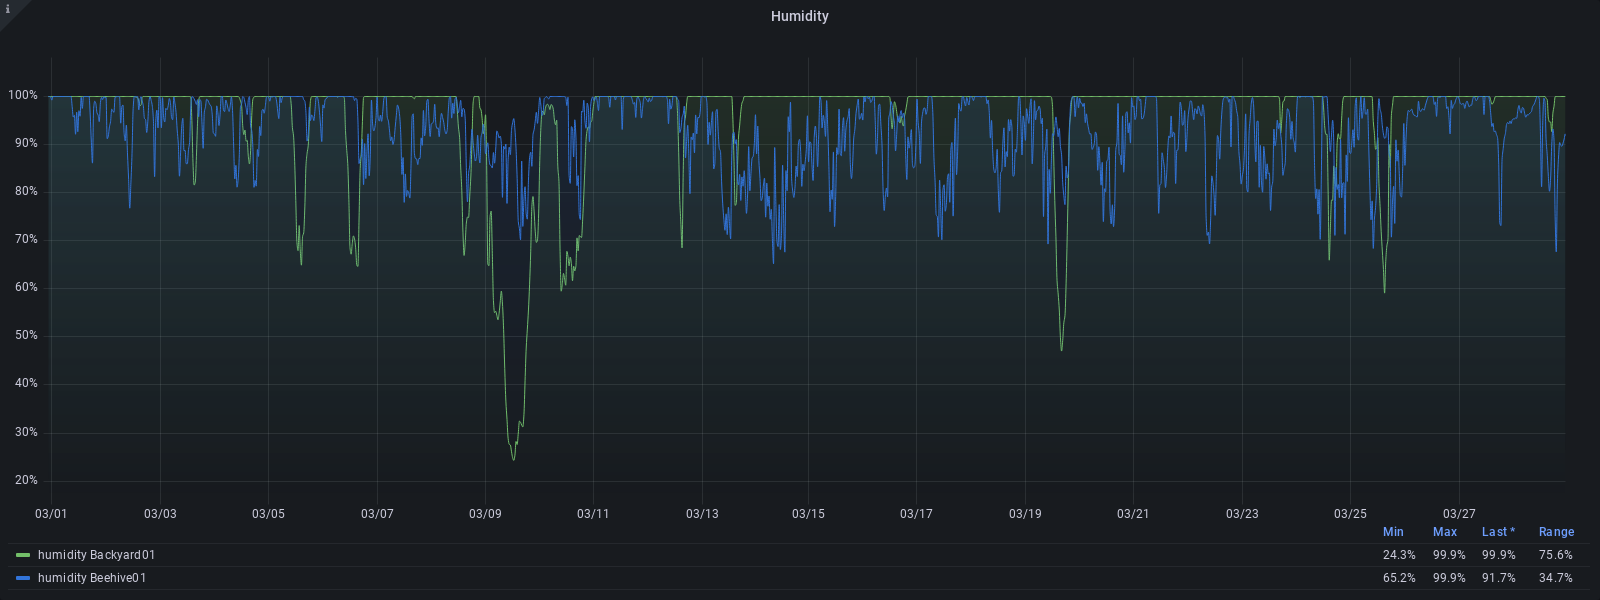 i
Humidity
100%
90%
80%
70%
60%
50%
40%
30%
20%
03/01 03/03 03/05 03/07 03/09 03/11 03/13 03/15 03/17 03/19 03/21 03/23 03/25 03/27
Min Max Last * Range
humidity Backyard01 24.3% 99.9% 99.9% 75.6%
humidity Beehive01 65.2% 99.9% 91.7% 34.7%